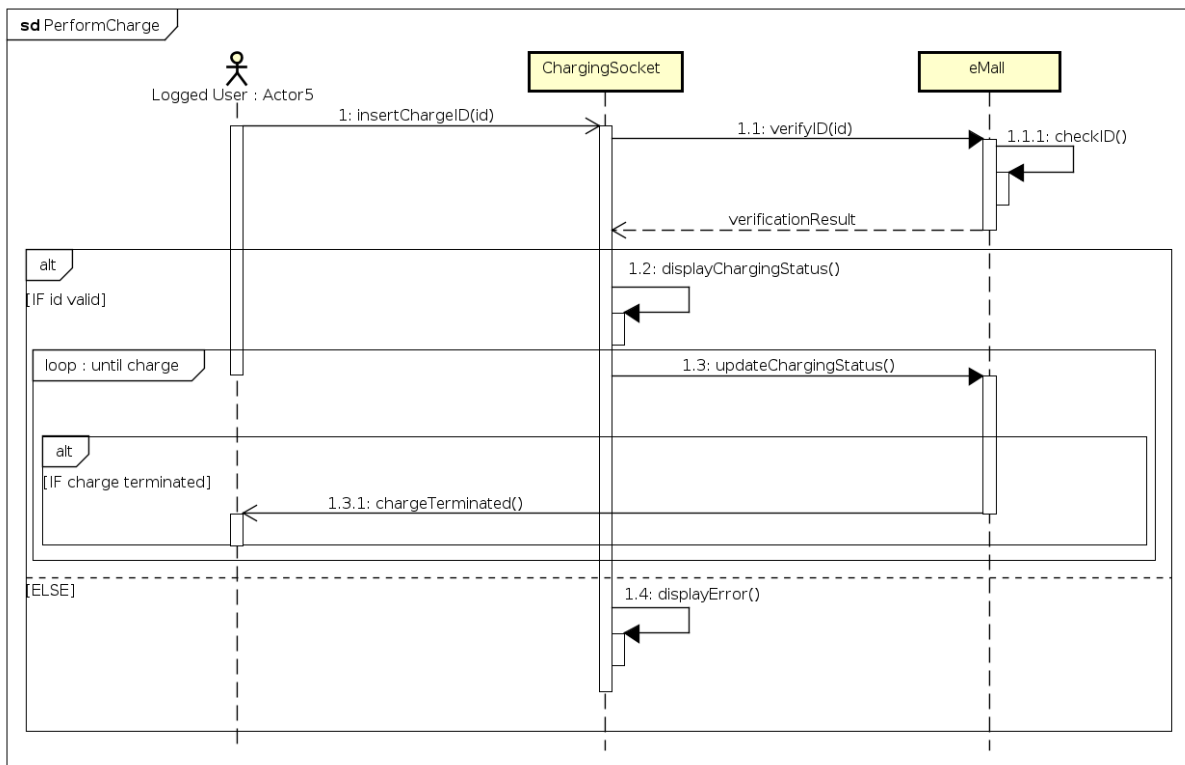 sd PerformCharge
Logged User : Actor5
ChargingSocket
eMall
1: insertChargeID(id)
1.1: verifyID(id)
1.1.1: checkID()
verificationResult
alt
[IF id valid]
1.2: displayChargingStatus()
loop : until charge
1.3: updateChargingStatus()
alt
[IF charge terminated]
1.3.1: chargeTerminated()
[ELSE]
1.4: displayError()